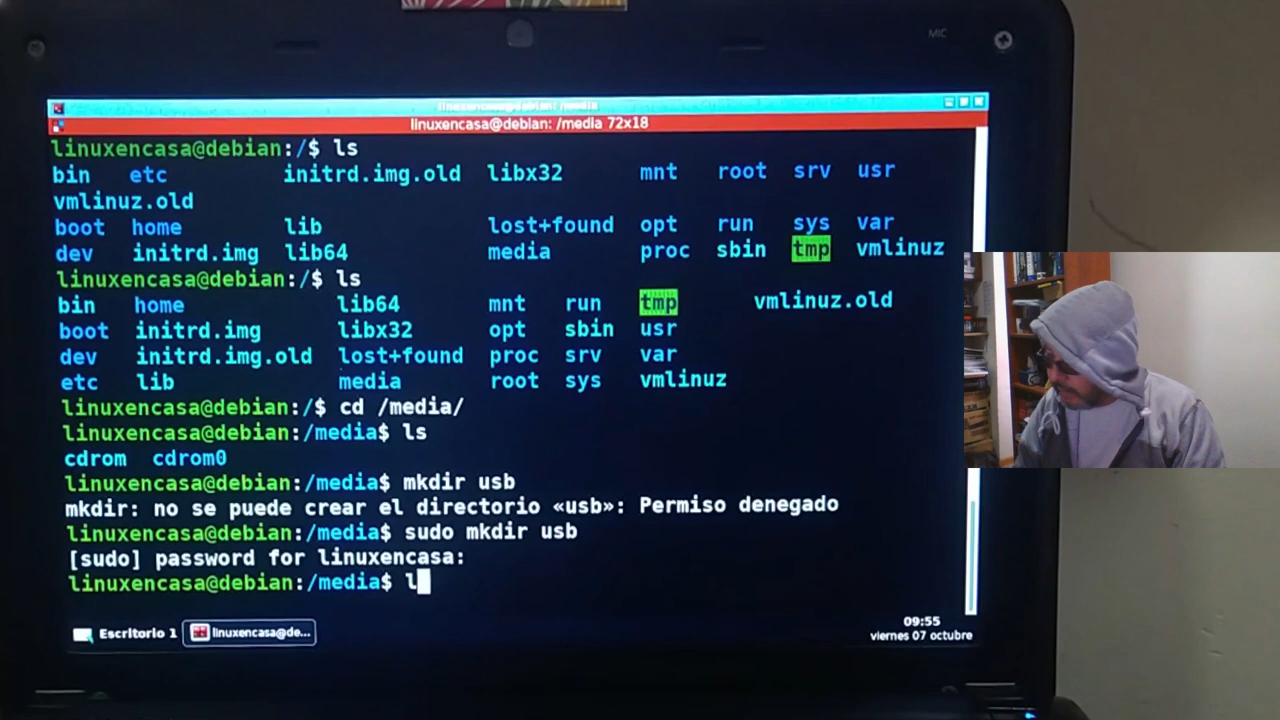 MIC
linuxencasa@debian: /media
linuxencasa@debian: /media 72x18
linuxencasa@debian:/$ ls
bin etc initrd.img.old libx32 mnt root srv usr
vmlinuz.old
boot home lib lost+found opt run sys var
dev initrd.img lib64 media proc sbin tmp vmlinuz
linuxencasa@debian:/$ ls
bin home lib64 mnt run tmp vmlinuz.old
boot initrd.img libx32 opt sbin usr
dev initrd.img.old lost+found proc srv var
etc lib media root sys vmlinuz
linuxencasa@debian:/$ cd /media/
linuxencasa@debian:/media$ ls
cdrom cdrom0
linuxencasa@debian:/media$ mkdir usb
mkdir: no se puede crear el directorio «usb»: Permiso denegado
linuxencasa@debian:/media$ sudo mkdir usb
[sudo] password for linuxencasa:
linuxencasa@debian:/media$ l
Escritorio 1 linuxencasa@de... 09:55
viernes 07 octubre